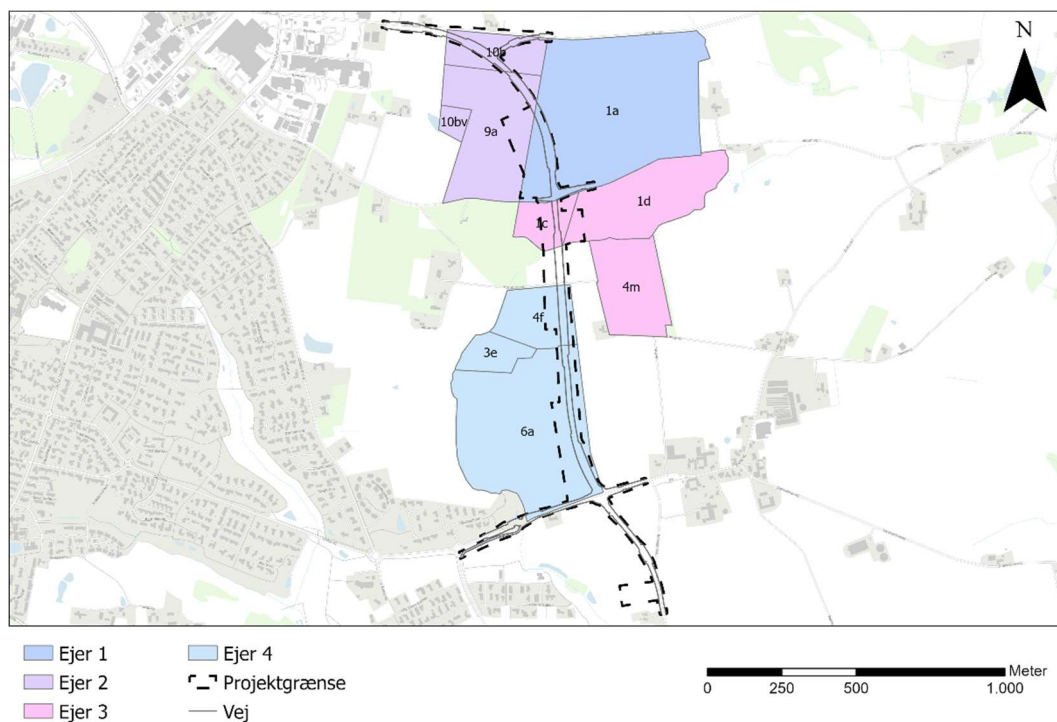 N
10b
1a
10bv
9a
1d
1c
4m
4f
3e
6a
Ejer 1
Ejer 4
Meter
Ejer 2
Projektgrænse
0 250 500 1.000
Ejer 3
Vej